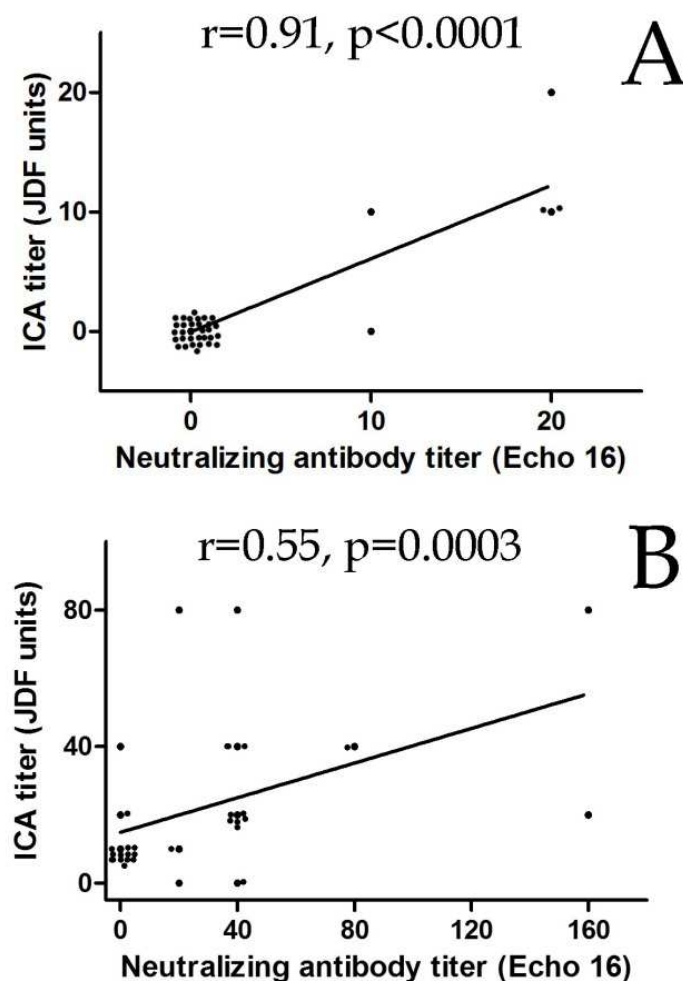 r=0.91, p<0.0001
A
ICA titer (JDF units)
20
10
0
0 10 20
Neutralizing antibody titer (Echo 16)
r=0.55, p=0.0003
B
ICA titer (JDF units)
80
40
0
0 40 80 120 160
Neutralizing antibody titer (Echo 16)